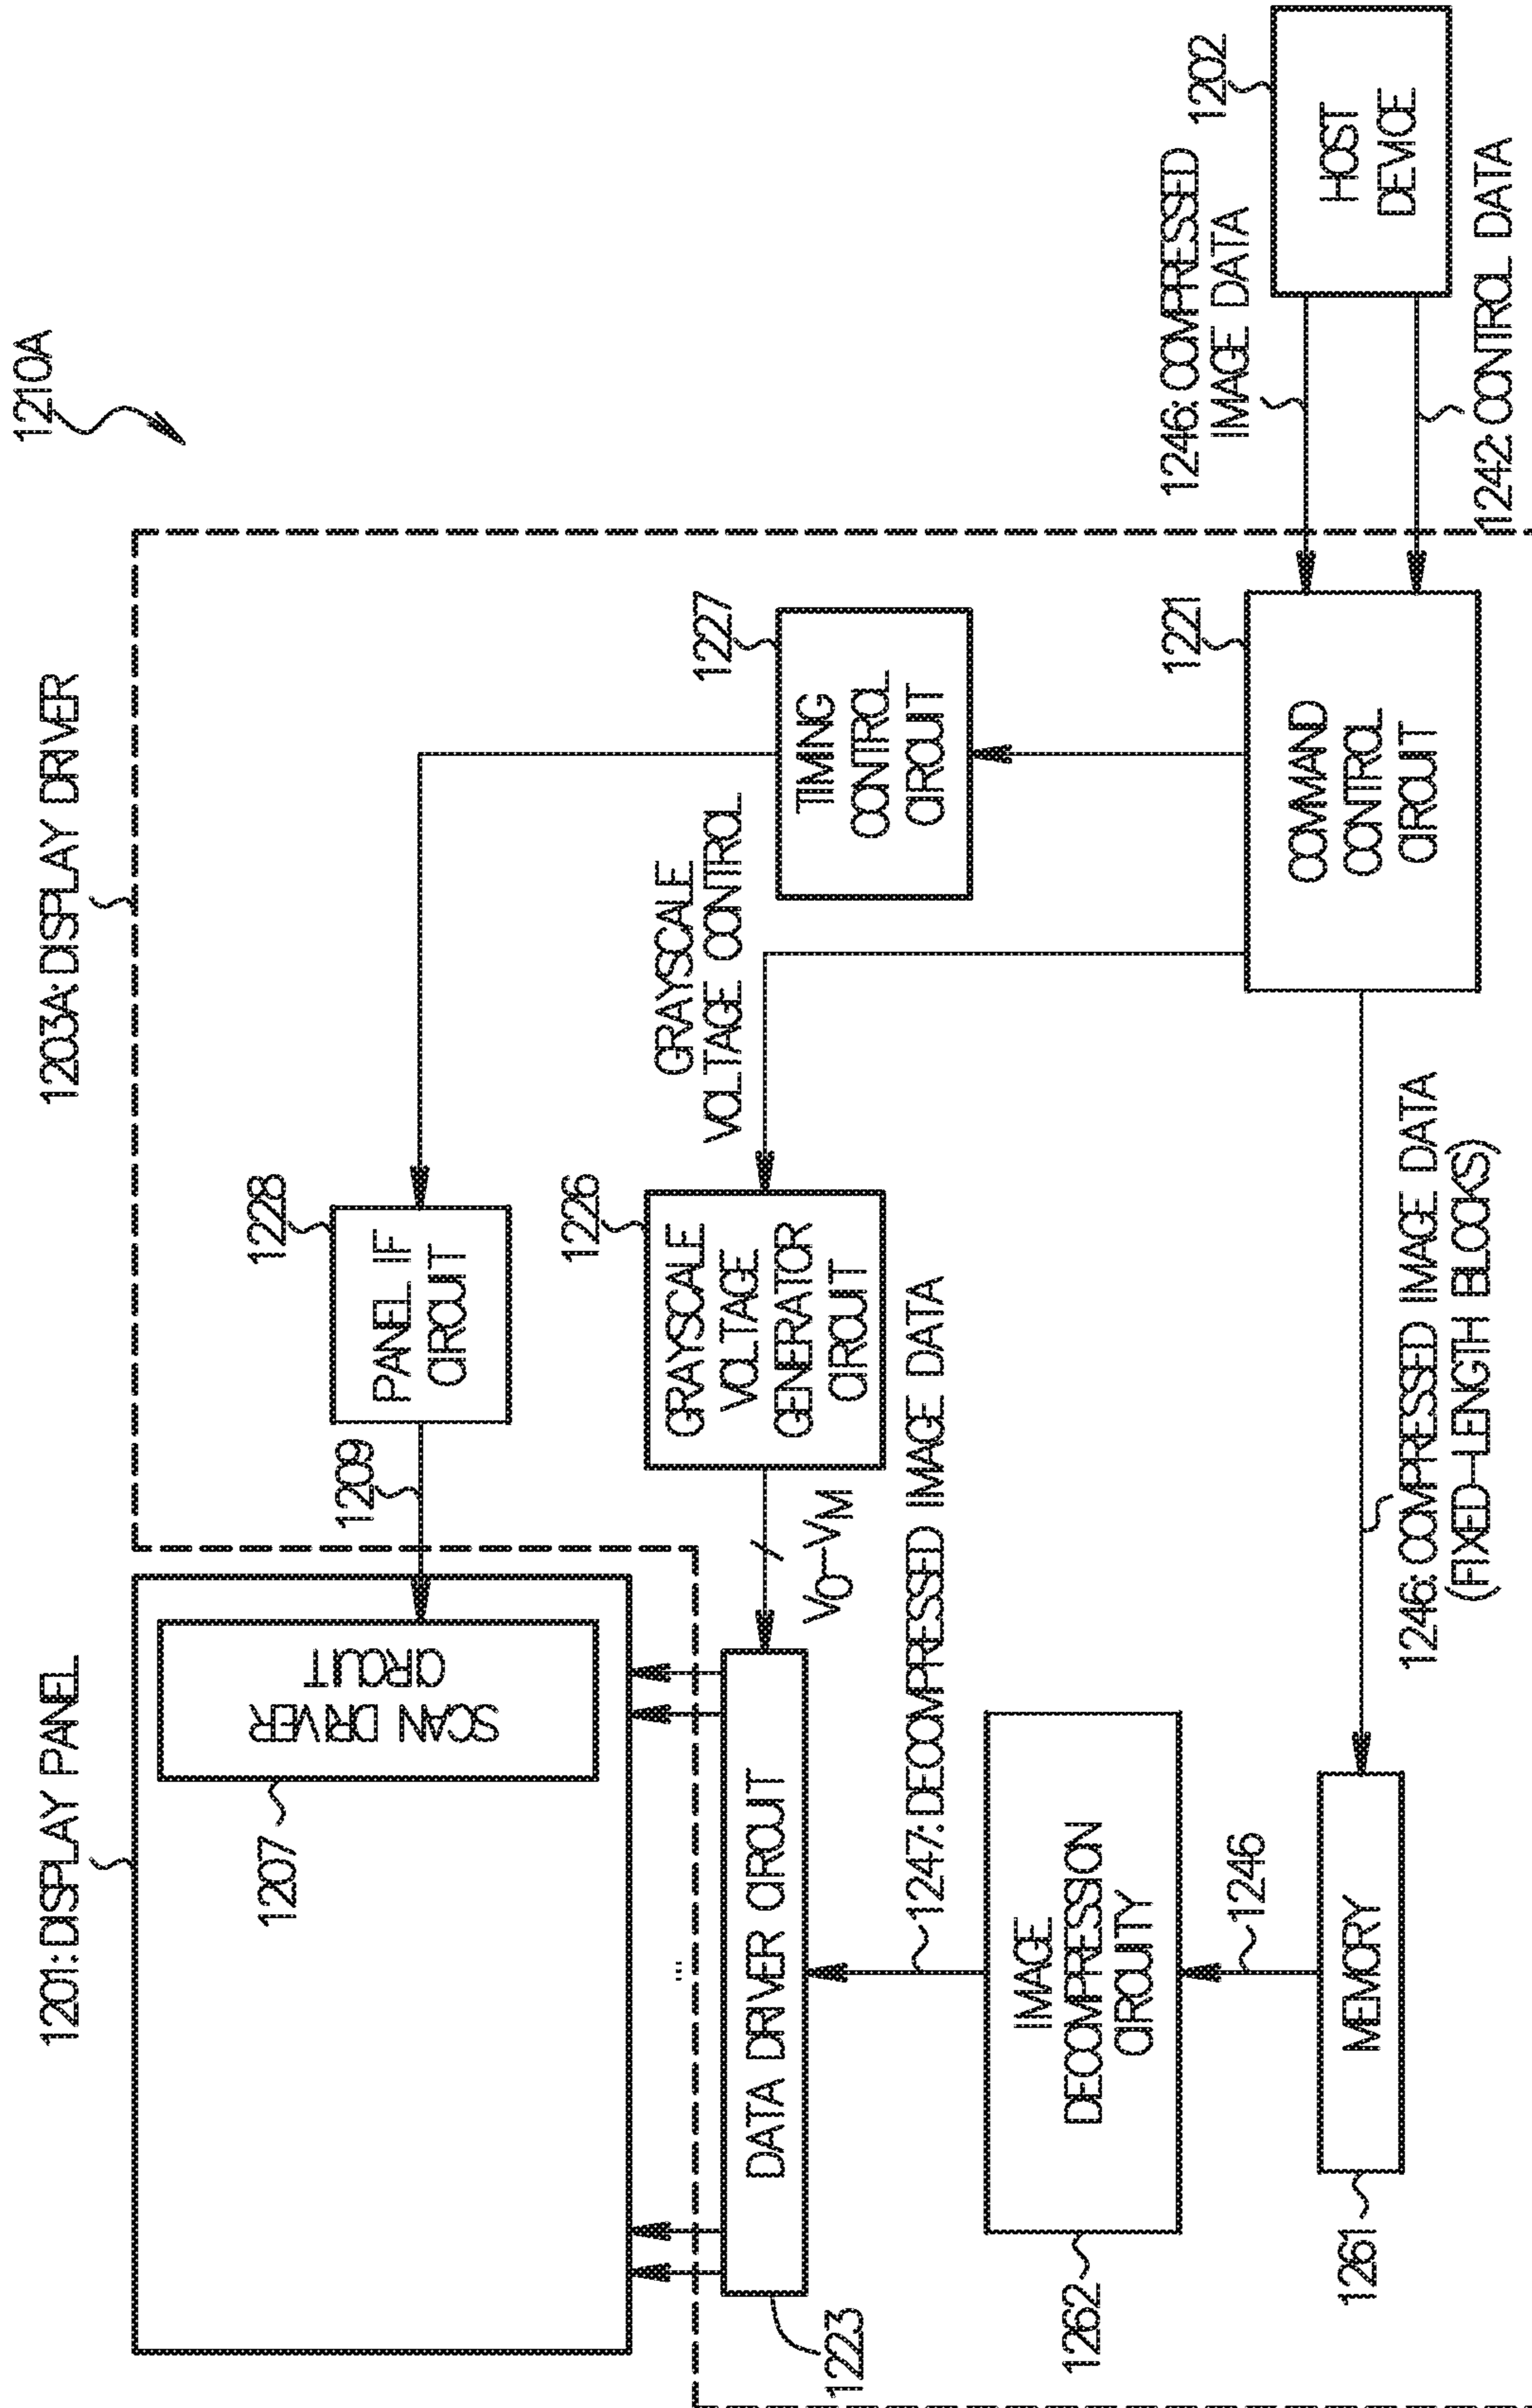 1210A
1201: DISPLAY PANEL
1203A: DISPLAY DRIVER
1207
SCAN DRIVER
CIRCUIT
1209
1228
PANEL IF
CIRCUIT
1226
GRAYSCALE
VOLTAGE
GENERATOR
CIRCUIT
GRAYSCALE
VOLTAGE CONTROL
1227
TIMING
CONTROL
CIRCUIT
V0–VM
...
1223
DATA DRIVER CIRCUIT
1247: DECOMPRESSED IMAGE DATA
1262
IMAGE
DECOMPRESSION
CIRCUITY
1246
1261
MEMORY
1246: COMPRESSED IMAGE DATA
(FIXED-LENGTH BLOCKS)
1221
COMMAND
CONTROL
CIRCUIT
1246: COMPRESSED
IMAGE DATA
1242: CONTROL DATA
1202
HOST
DEVICE